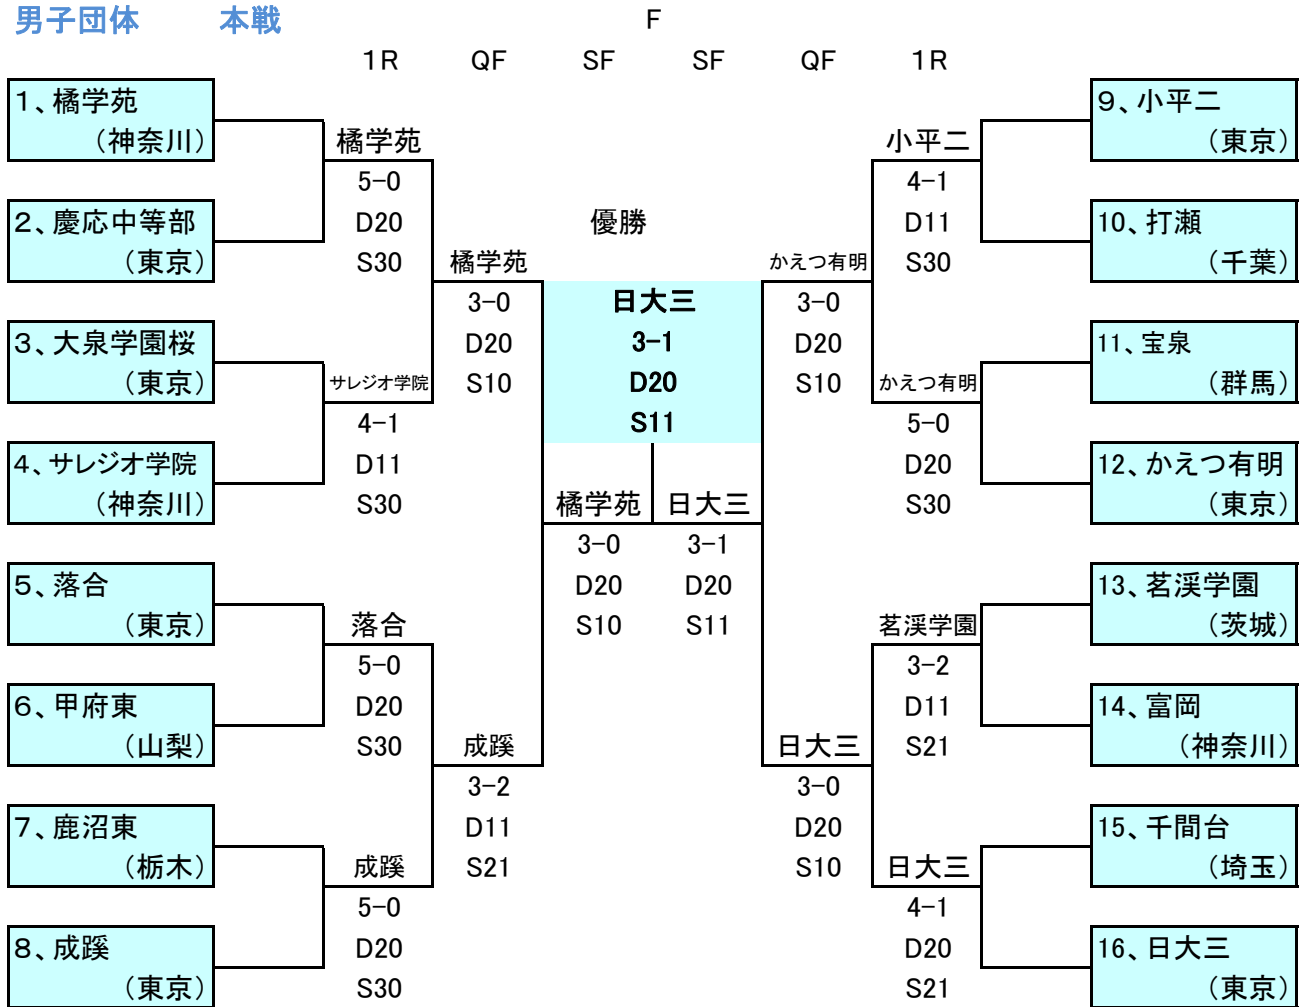 男子団体 本戦
F
1R QF SF SF QF 1R
1、橘学苑
(神奈川)
橘学苑
5-0
D20
S30
2、慶応中等部
(東京)
橘学苑
3-0
D20
S10
3、大泉学園桜
(東京)
サレジオ学院
4-1
D11
S30
4、サレジオ学院
(神奈川)
橘学苑
3-0
D20
S10
5、落合
(東京)
落合
5-0
D20
S30
6、甲府東
(山梨)
成蹊
3-2
D11
S21
7、鹿沼東
(栃木)
成蹊
5-0
D20
S30
8、成蹊
(東京)
優勝
日大三
3-1
D20
S11
日大三
3-1
D20
S11
9、小平二
(東京)
小平二
4-1
D11
S30
10、打瀬
(千葉)
かえつ有明
3-0
D20
S10
11、宝泉
(群馬)
かえつ有明
5-0
D20
S30
12、かえつ有明
(東京)
13、茗溪学園
(茨城)
茗溪学園
3-2
D11
S21
14、富岡
(神奈川)
日大三
3-0
D20
S10
15、千間台
(埼玉)
日大三
4-1
D20
S21
16、日大三
(東京)